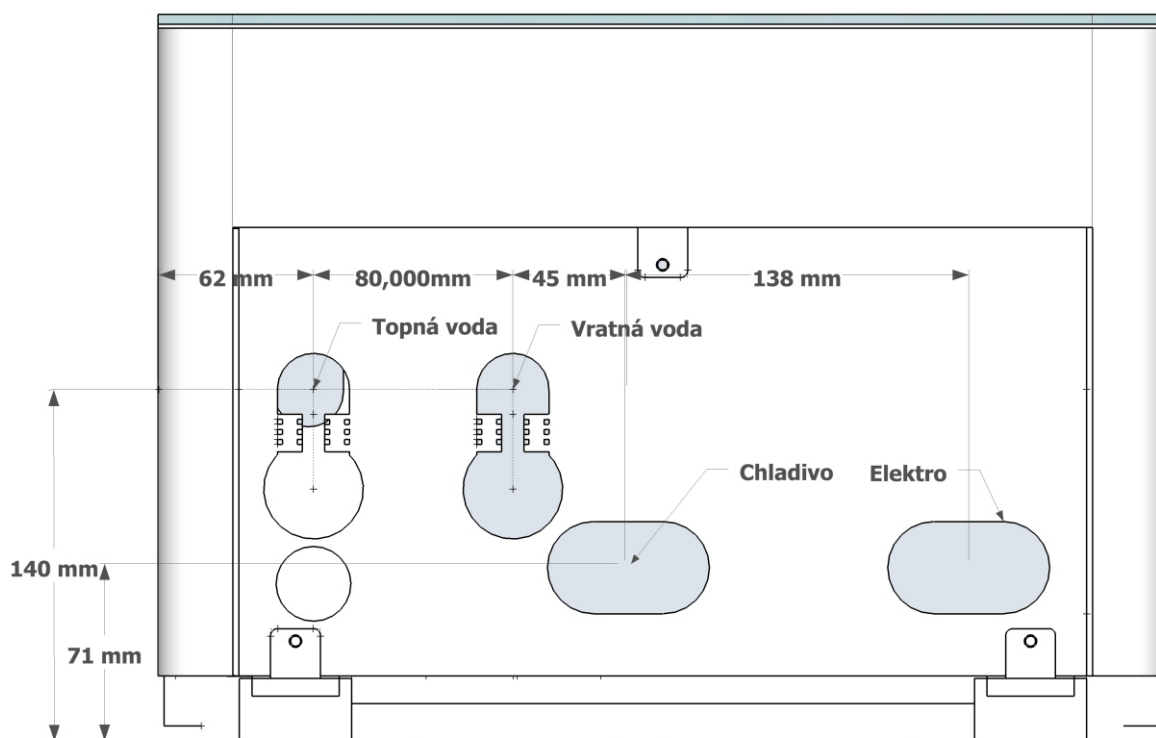 62 mm
80,000mm
45 mm
138 mm
Topná voda
Vratná voda
Chladivo
Elektro
140 mm
71 mm